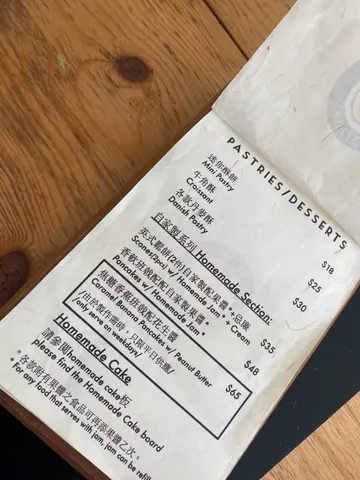 PASTRIES/DESSERTS
迷你酥餅
Mini Pastry $18
牛角酥
Croissant $25
各款丹麥酥
Danish Pastry $30
自家製系列 Homemade Section:
英式鬆餅(2件)自家製配果醬*+忌廉
Scones(2pcs) w/ Homemade Jam * + Cream $35
香軟班戟配自家製果醬*
Pancakes w/ Homemade Jam * $48
焦糖香蕉班戟配花生醬
Caramel Banana Pancakes w/ Peanut Butter $65
/由於製作需時，只限平日供應/
/only serve on weekdays/
Homemade Cake
請參閱homemade cake板
please find the Homemade Cake board
*各款附有果醬之食品可再添果醬乙次。
*For any food that serves with jam, jam can be refill